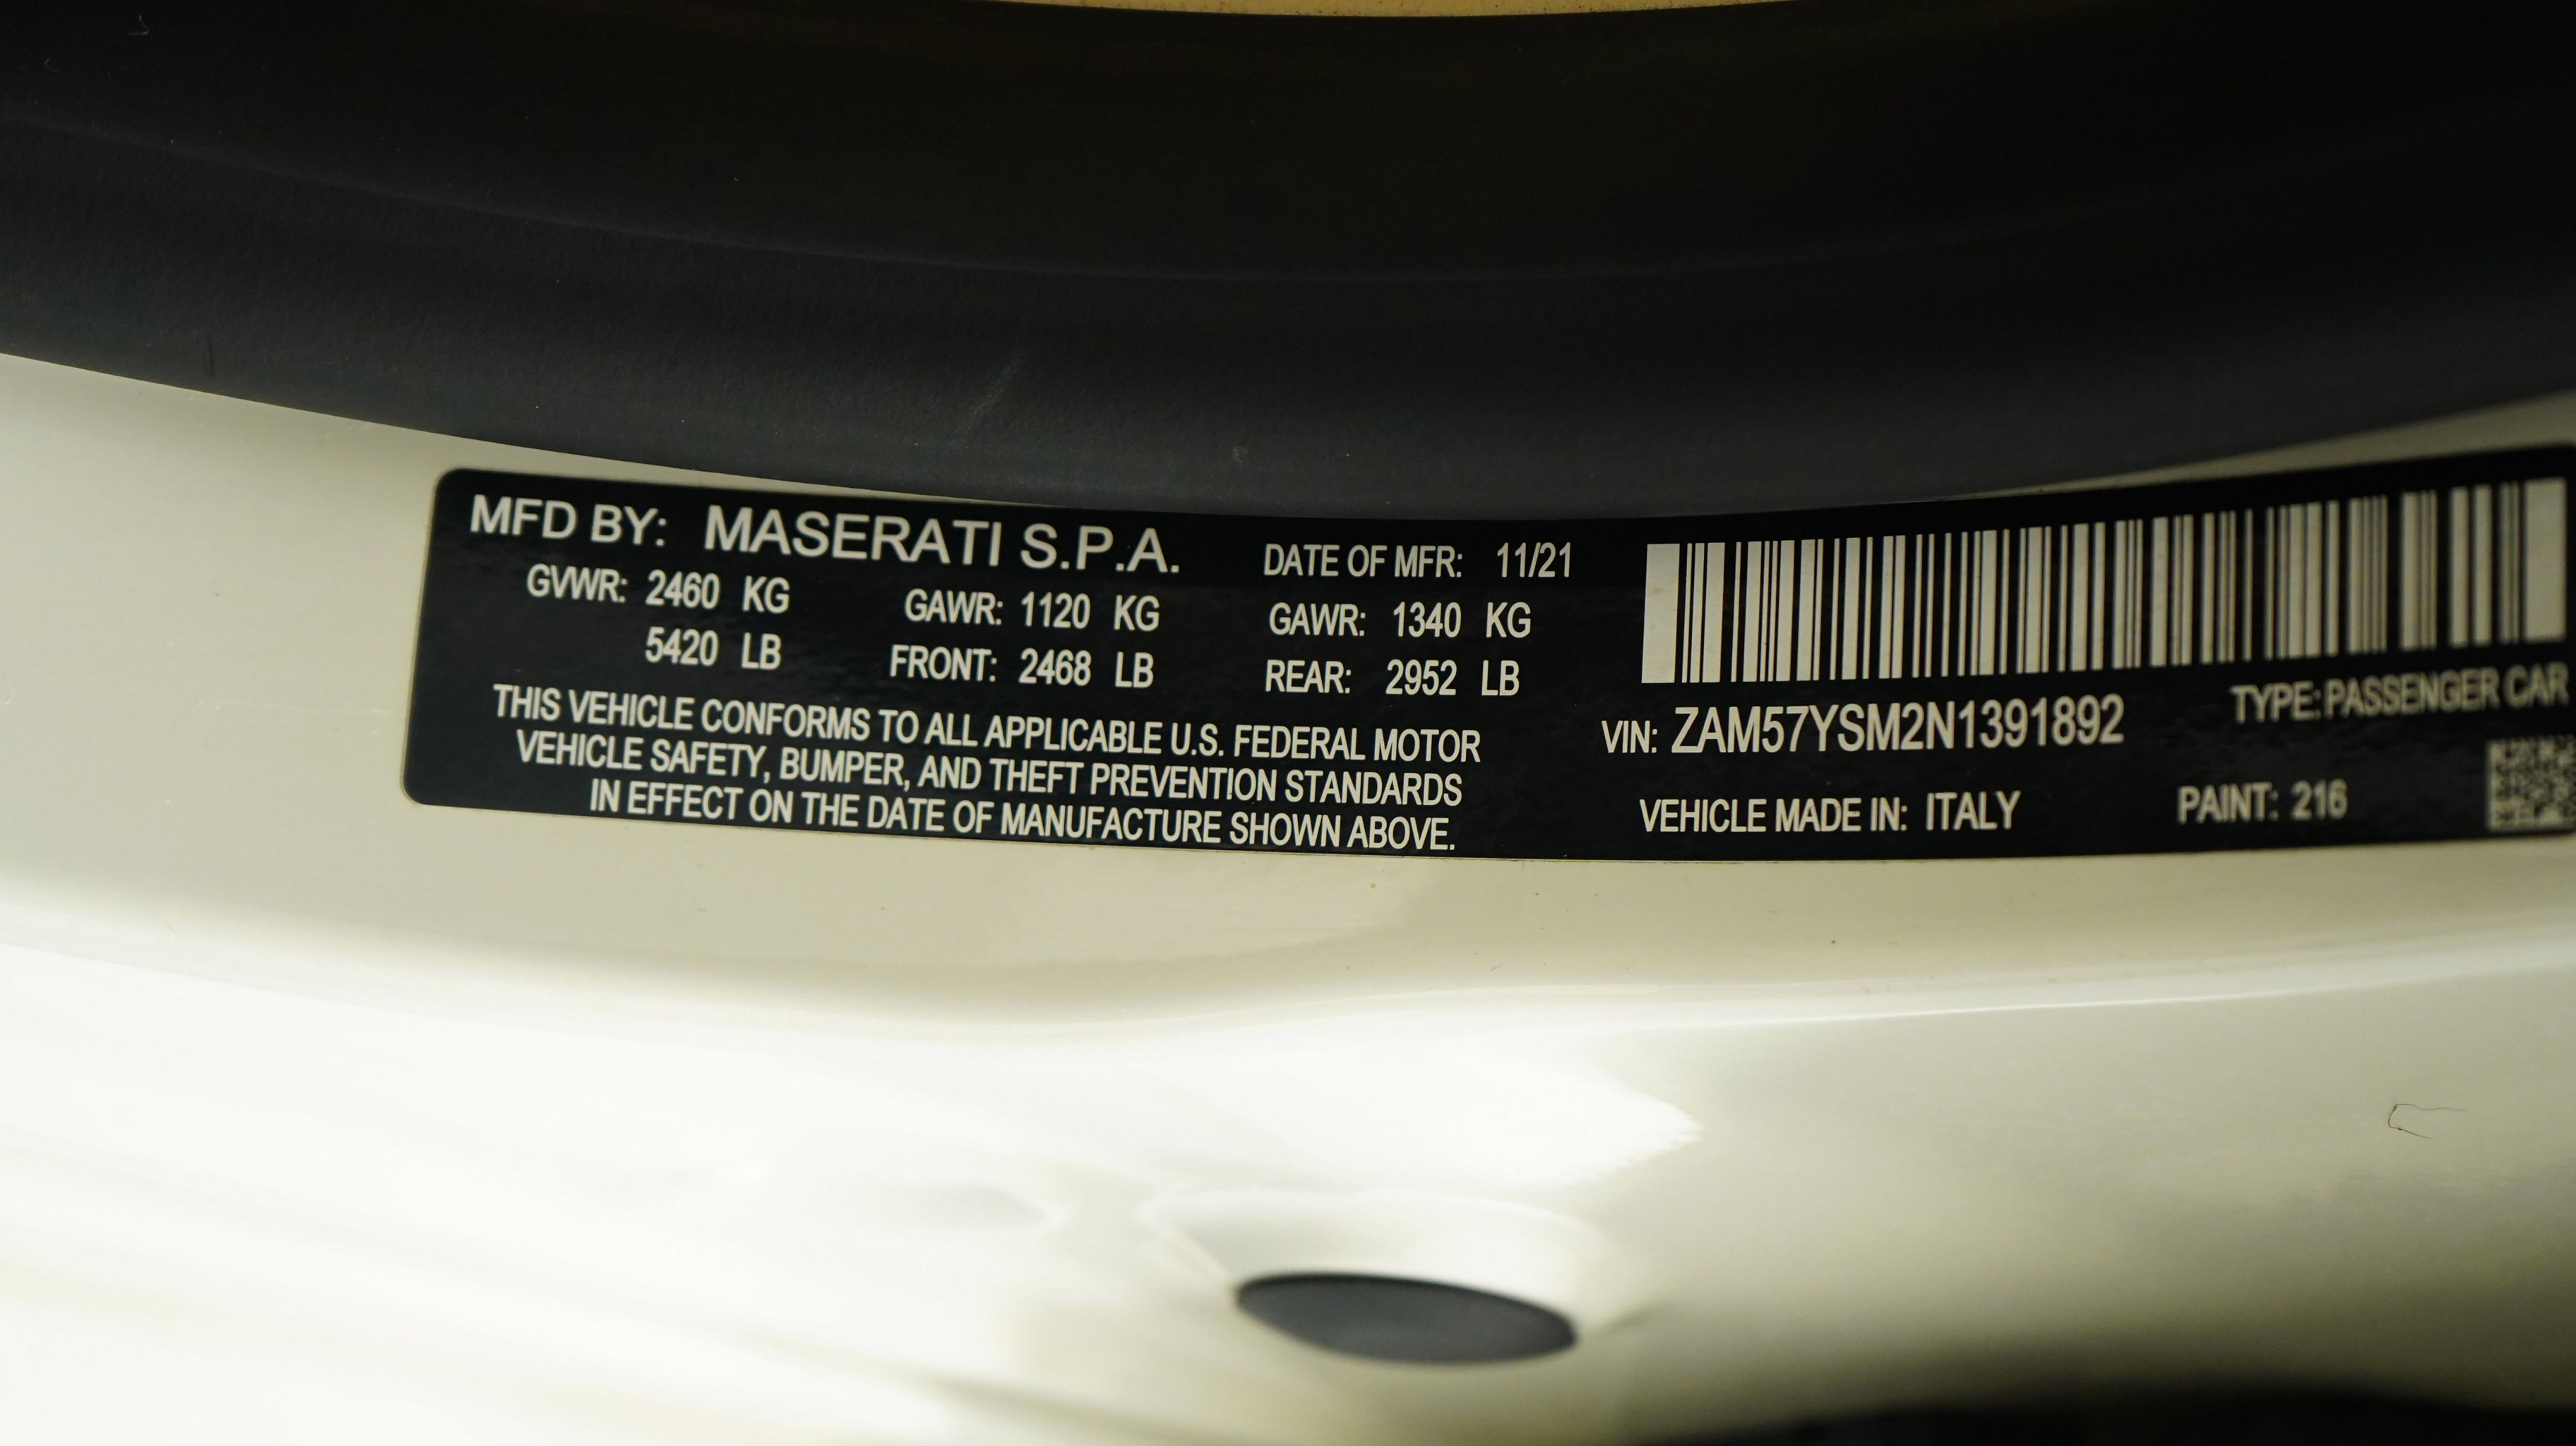 MFD BY: MASERATI S.P.A. DATE OF MFR: 11/21
GVWR: 2460 KG GAWR: 1120 KG GAWR: 1340 KG
5420 LB FRONT: 2468 LB REAR: 2952 LB
THIS VEHICLE CONFORMS TO ALL APPLICABLE U.S. FEDERAL MOTOR
VEHICLE SAFETY, BUMPER, AND THEFT PREVENTION STANDARDS
IN EFFECT ON THE DATE OF MANUFACTURE SHOWN ABOVE.
VIN: ZAM57YSM2N1391892 TYPE: PASSENGER CAR
VEHICLE MADE IN: ITALY PAINT: 216